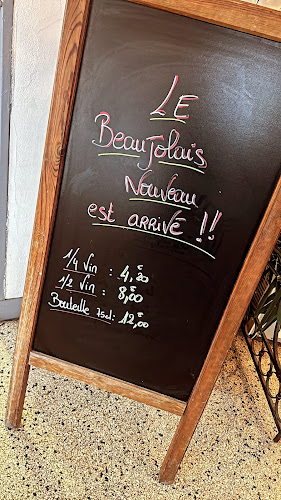 LE
BeauJolais
Nouveau
est ARRIVÉ !!
1/4 Vin : 4,20€
1/2 Vin : 8,00€
Bouteille 75cl : 12,00€